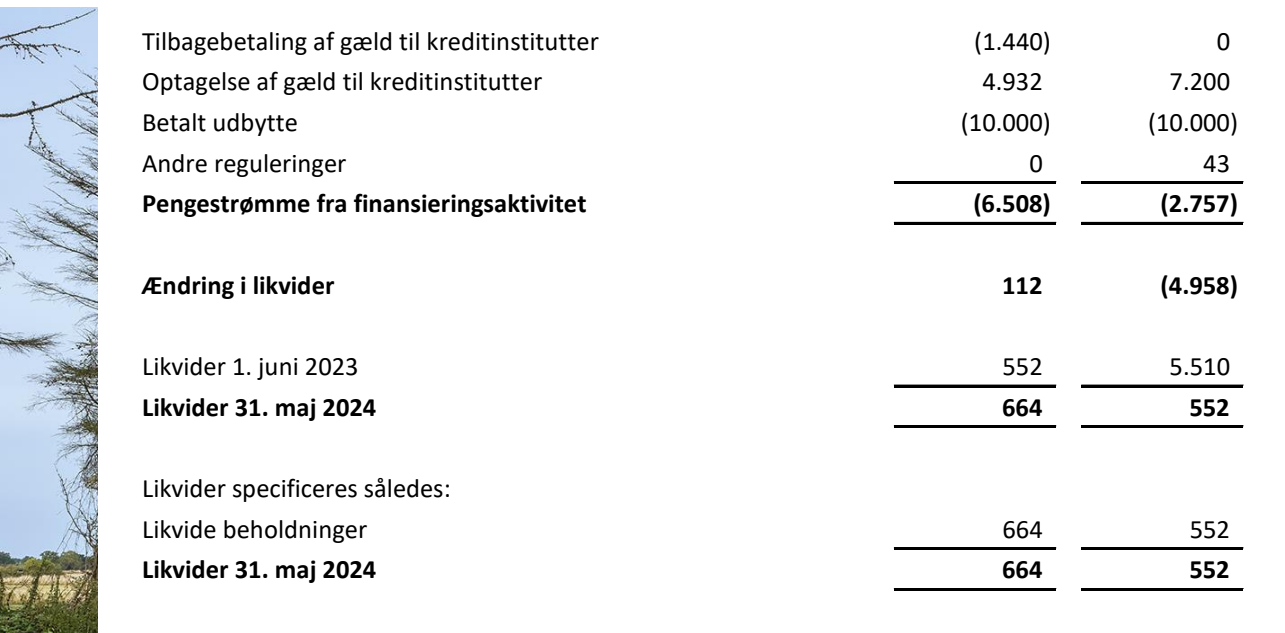 Tilbagebetaling af gæld til kreditinstitutter (1.440) 0
Optagelse af gæld til kreditinstitutter 4.932 7.200
Betalt udbytte (10.000) (10.000)
Andre reguleringer 0 43
Pengestrømme fra finansieringsaktivitet (6.508) (2.757)
Ændring i likvider 112 (4.958)
Likvider 1. juni 2023 552 5.510
Likvider 31. maj 2024 664 552
Likvider specificeres således:
Likvide beholdninger 664 552
Likvider 31. maj 2024 664 552